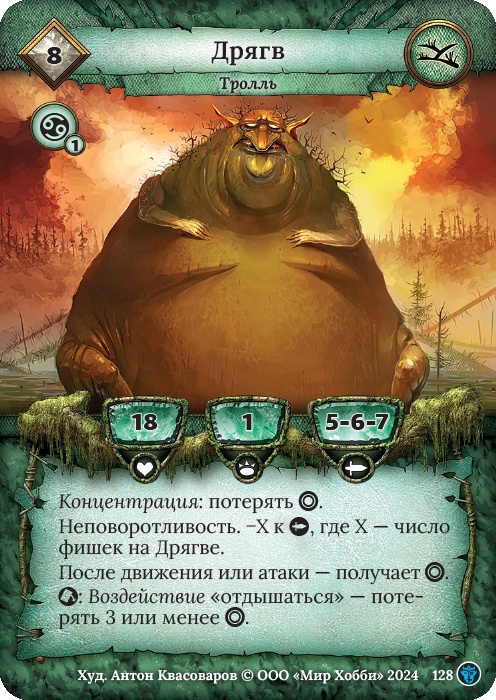 8
Дрягв
Тролль
1
18
1
5-6-7
Концентрация: потерять .
Неповоротливость. –X к , где X — число
фишек на Дрягве.
После движения или атаки — получает .
: Воздействие «отдышаться» — поте-
рять 3 или менее .
Худ. Антон Квасоваров © ООО «Мир Хобби» 2024 128